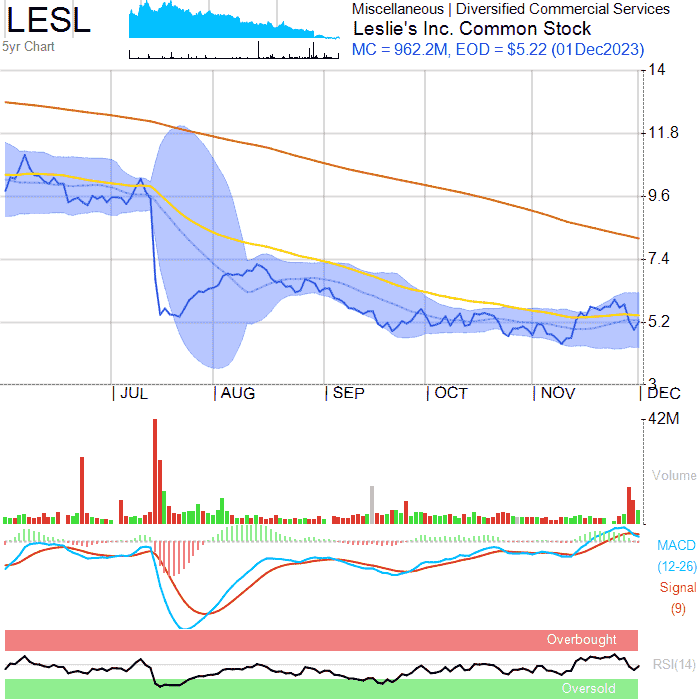 LESL
5yr Chart
Miscellaneous | Diversified Commercial Services
Leslie's Inc. Common Stock
MC = 962.2M, EOD = $5.22 (01Dec2023)
14
11.8
9.6
7.4
5.2
3
JUL AUG SEP OCT NOV DEC
42M
Volume
MACD
(12-26)
Signal
(9)
Overbought
RSI(14)
Oversold